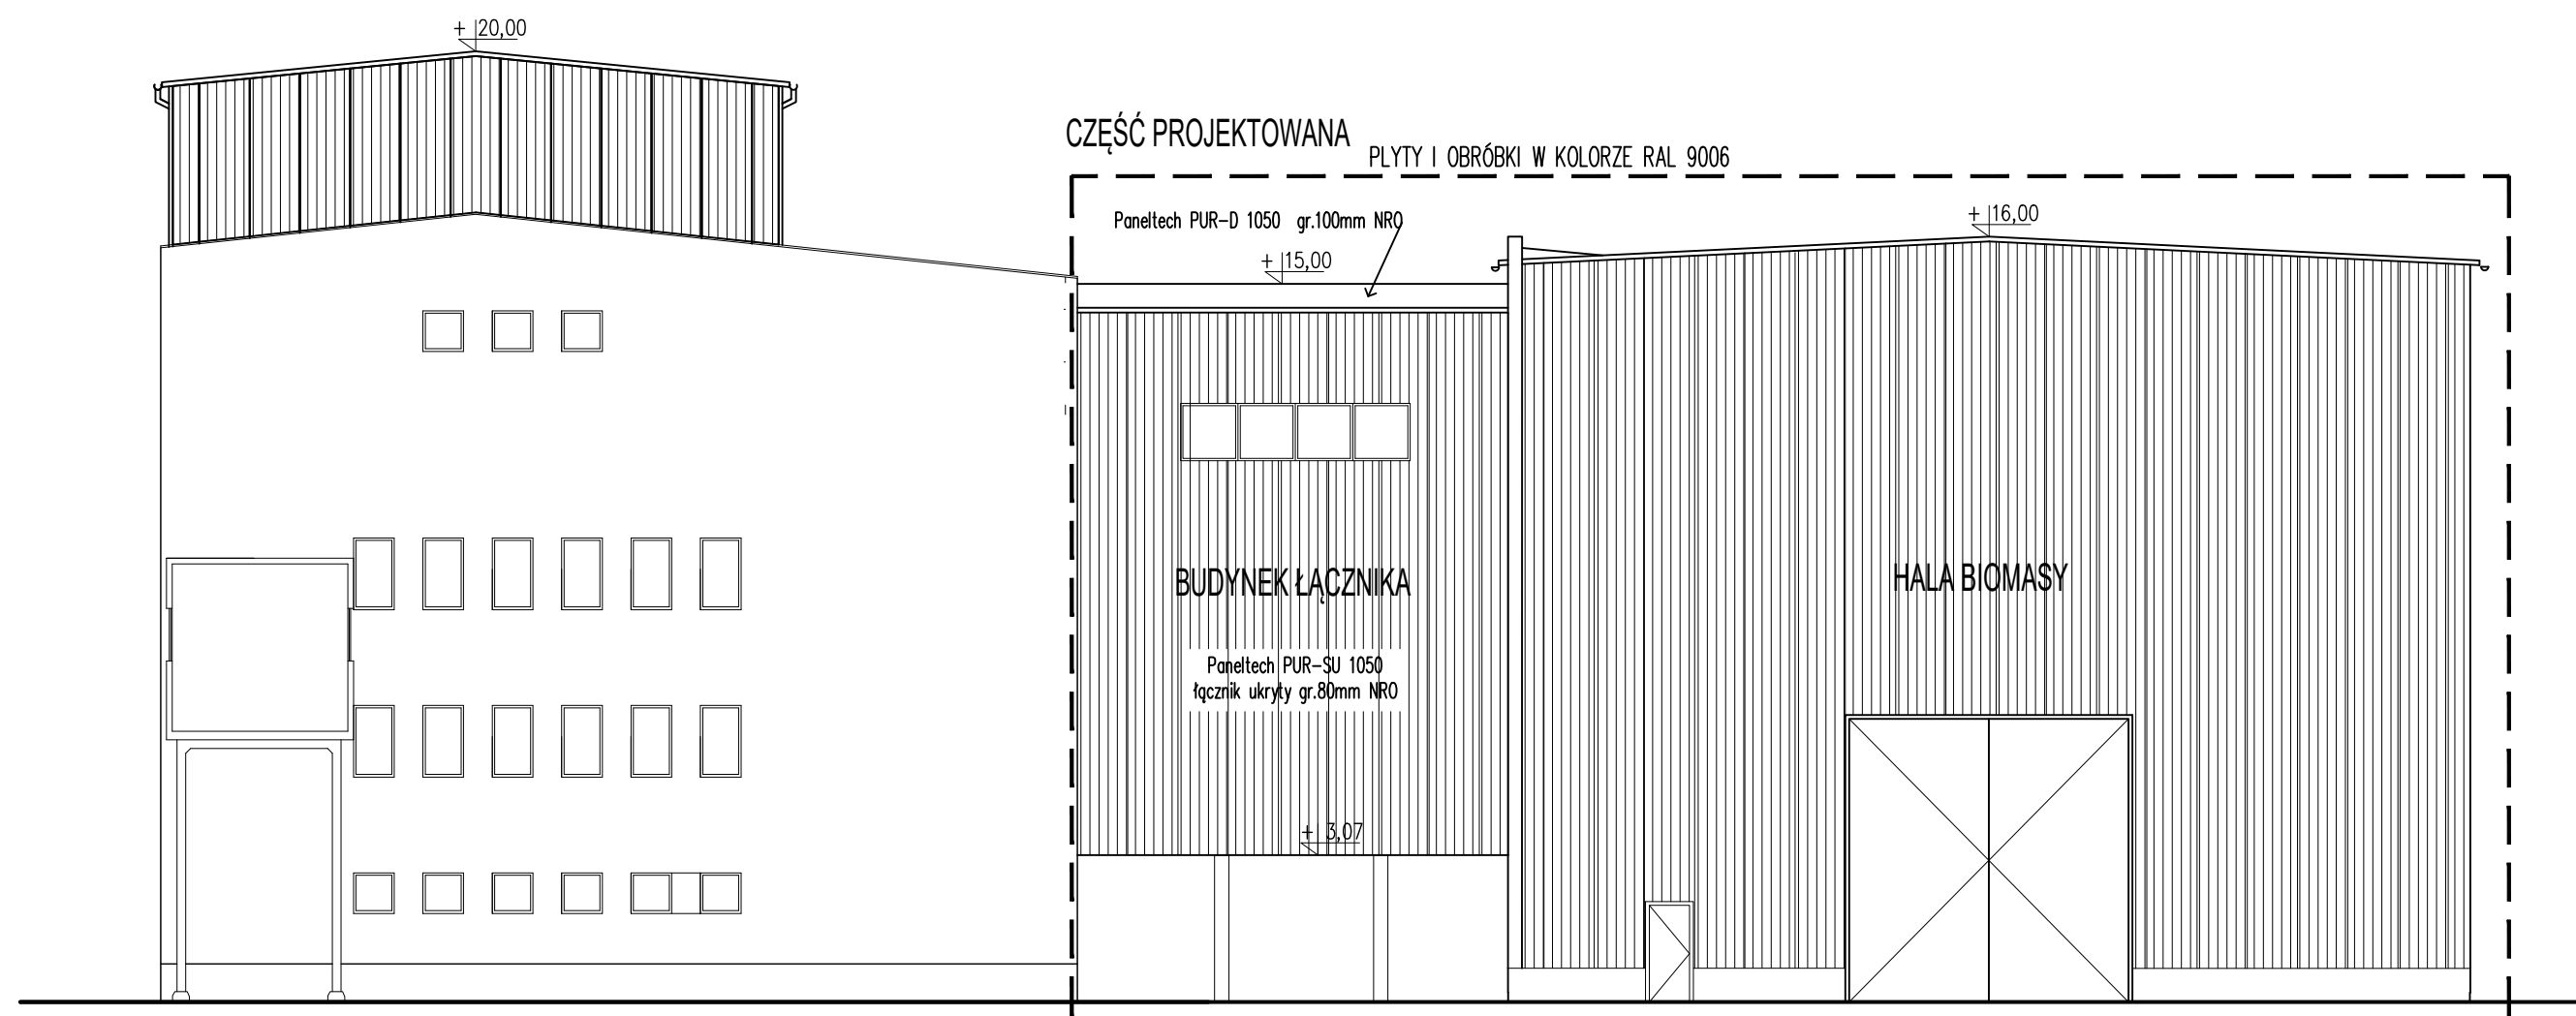 + 20,00
CZĘŚĆ PROJEKTOWANA
PLYTY I OBRÓBKI W KOLORZE RAL 9006
Paneltech PUR-D 1050 gr.100mm NRO
+ 16,00
+ 15,00
BUDYNEK ŁĄCZNIKA
HALA BIOMASY
Paneltech PUR-SU 1050
łącznik ukryty gr.80mm NRO
+ 3,07